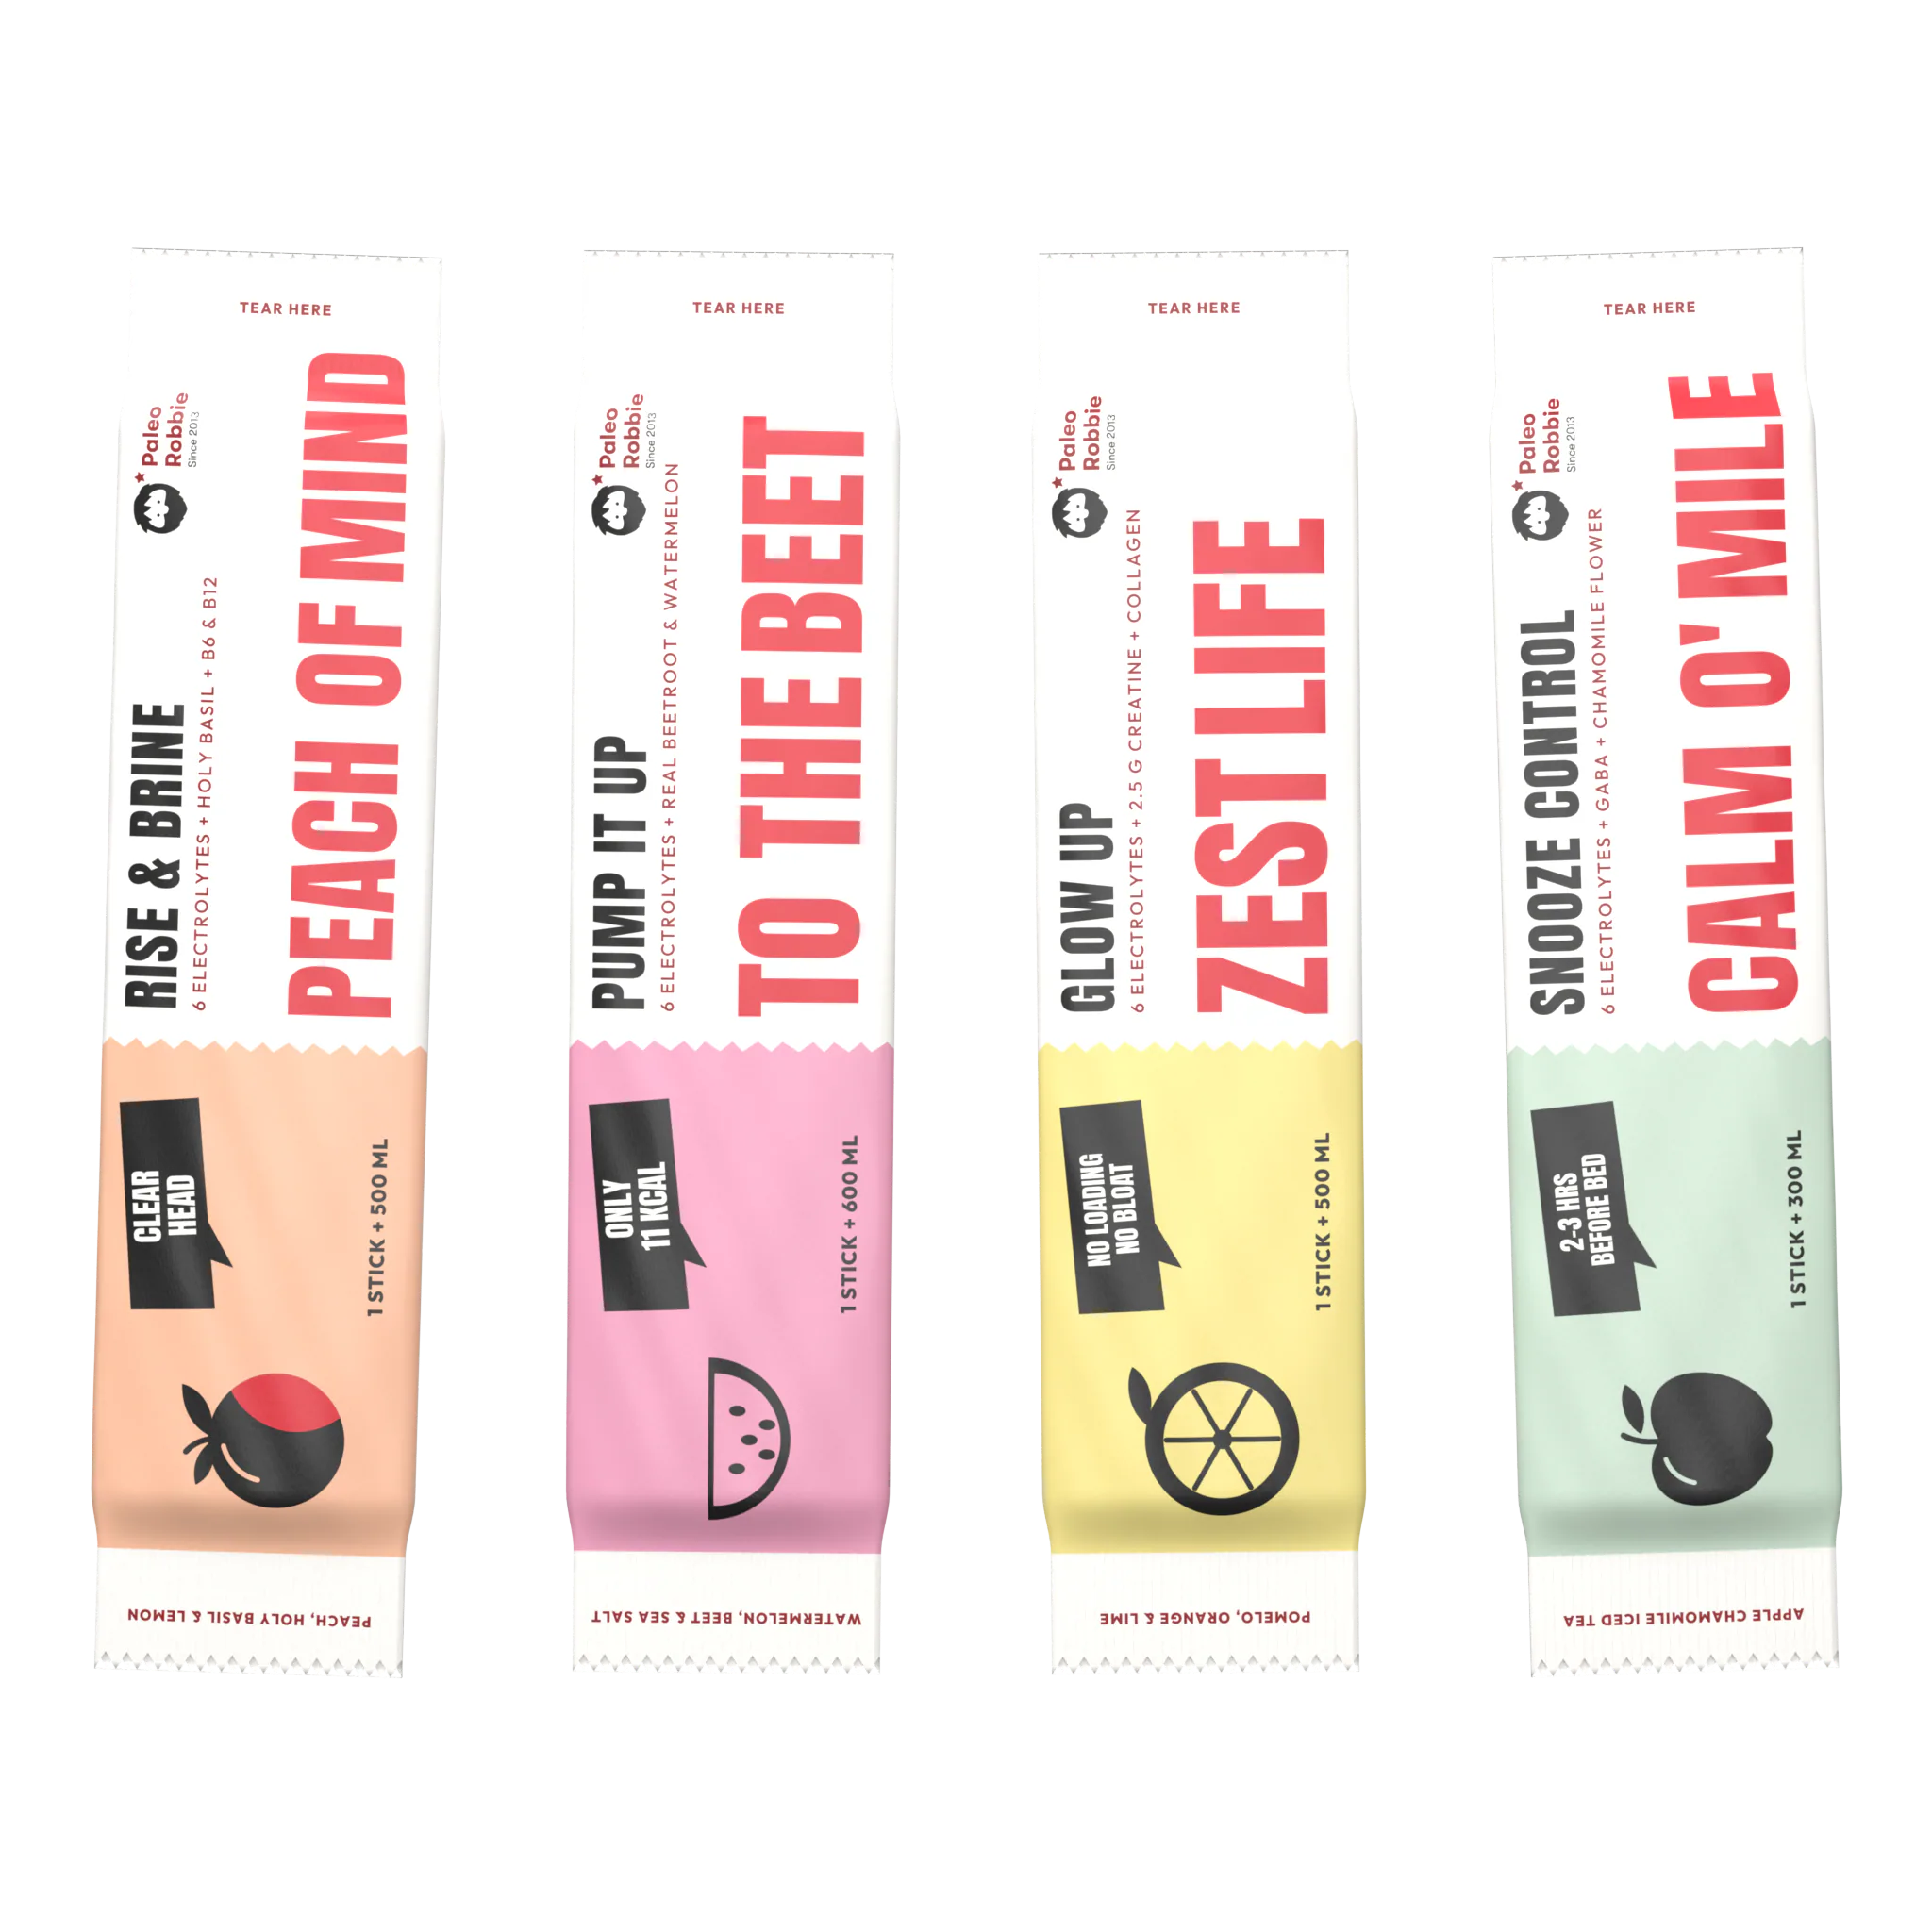 TEAR HERE
Paleo
Robbie
Since 2013
RISE & BRINE
6 ELECTROLYTES + HOLY BASIL + B6 & B12
PEACH OF MIND
CLEAR
HEAD
1 STICK + 500 ML
PEACH, HOLY BASIL & LEMON
TEAR HERE
Paleo
Robbie
Since 2013
PUMP IT UP
6 ELECTROLYTES + REAL BEETROOT & WATERMELON
TO THE BEET
ONLY
11 KCAL
1 STICK + 600 ML
WATERMELON, BEET & SEA SALT
TEAR HERE
Paleo
Robbie
Since 2013
GLOW UP
6 ELECTROLYTES + 2.5 G CREATINE + COLLAGEN
ZEST LIFE
NO LOADING
NO BLOAT
1 STICK + 500 ML
POMELO, ORANGE & LIME
TEAR HERE
Paleo
Robbie
Since 2013
SNOOZE CONTROL
6 ELECTROLYTES + GABA + CHAMOMILE FLOWER
CALM O' MILE
2-3 HRS
BEFORE BED
1 STICK + 300 ML
APPLE CHAMOMILE ICED TEA